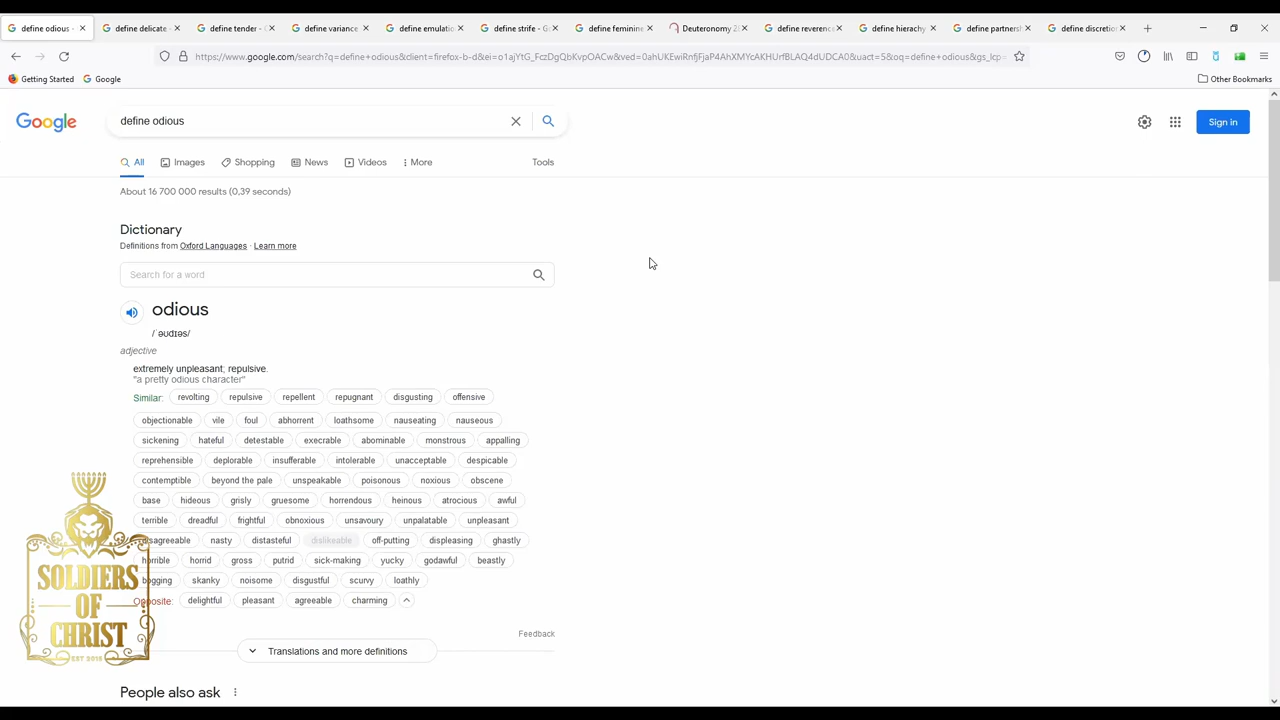 define odious -
define delicate -
define tender -
define variance
define emulatio
define strife - G
define feminine
Deuteronomy 2
define reverence
define hierarchy
define partners
define discretion
https://www.google.com/search?q=define+odious&client=firefox-b-d&ei=o1ajYtG_FczDgQbKvpOACw&ved=0ahUKEwiRnfjFjaP4AhXMYcAKHUrfBLAQ4dUDCA0&uact=5&oq=define+odious&gs_lcp=
Getting Started Google Other Bookmarks
Google define odious Sign in
All Images Shopping News Videos More Tools
About 16 700 000 results (0,39 seconds)
Dictionary
Definitions from Oxford Languages · Learn more
Search for a word
odious
/ˈəʊdɪəs/
adjective
extremely unpleasant; repulsive.
"a pretty odious character"
Similar: revolting repulsive repellent repugnant disgusting offensive
objectionable vile foul abhorrent loathsome nauseating nauseous
sickening hateful detestable execrable abominable monstrous appalling
reprehensible deplorable insufferable intolerable unacceptable despicable
contemptible beyond the pale unspeakable poisonous noxious obscene
base hideous grisly gruesome horrendous heinous atrocious awful
terrible dreadful frightful obnoxious unsavoury unpalatable unpleasant
disagreeable nasty distasteful dislikeable off-putting displeasing ghastly
horrible horrid gross putrid sick-making yucky godawful beastly
bogging skanky noisome disgustful scurvy loathly
Opposite: delightful pleasant agreeable charming
Feedback
Translations and more definitions
People also ask
SOLDIERS
OF
CHRIST
EST 2015